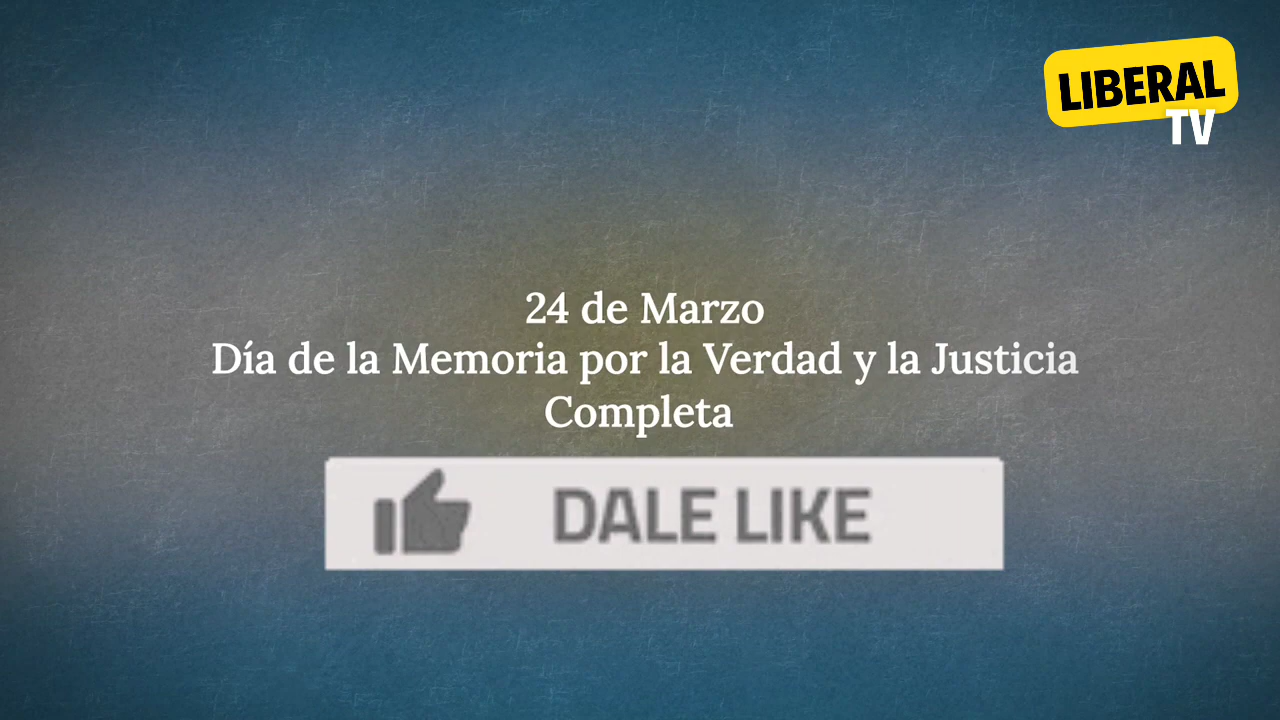 LIBERAL
TV
24 de Marzo
Día de la Memoria por la Verdad y la Justicia
Completa
DALE LIKE